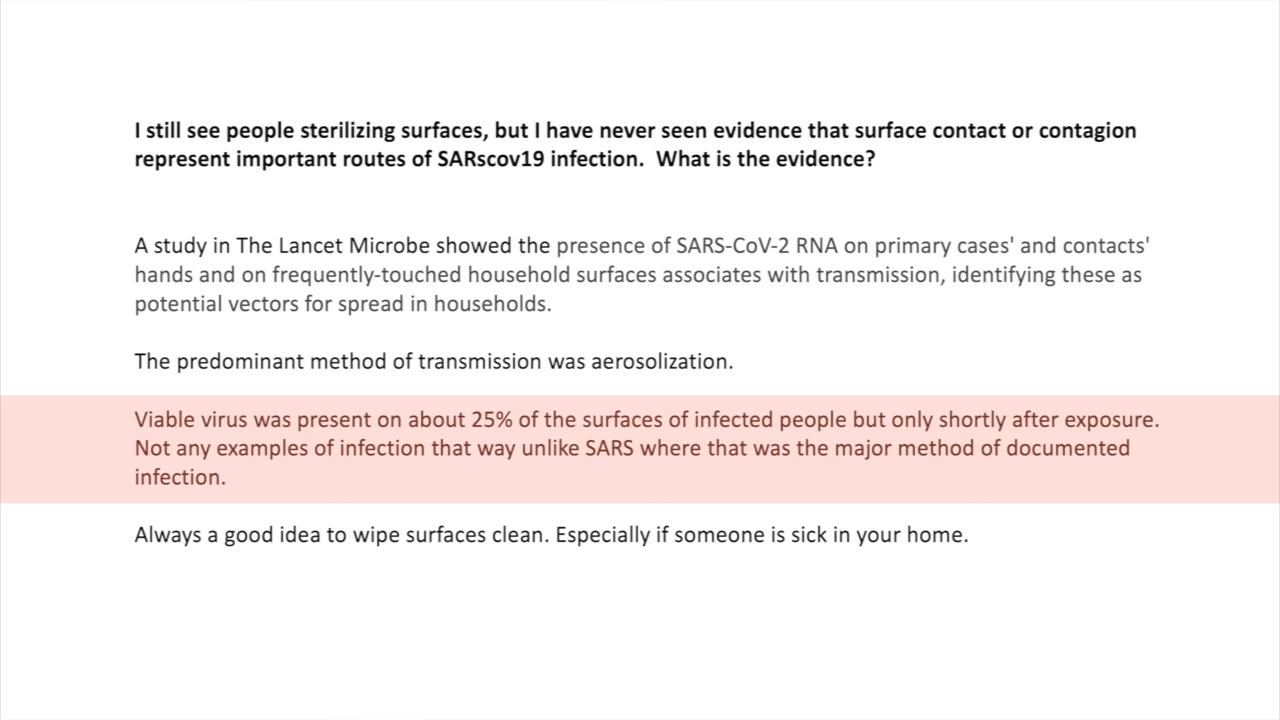 I still see people sterilizing surfaces, but I have never seen evidence that surface contact or contagion
represent important routes of SARscov19 infection.  What is the evidence?
A study in The Lancet Microbe showed the presence of SARS-CoV-2 RNA on primary cases' and contacts'
hands and on frequently-touched household surfaces associates with transmission, identifying these as
potential vectors for spread in households.
The predominant method of transmission was aerosolization.
Viable virus was present on about 25% of the surfaces of infected people but only shortly after exposure.
Not any examples of infection that way unlike SARS where that was the major method of documented
infection.
Always a good idea to wipe surfaces clean. Especially if someone is sick in your home.